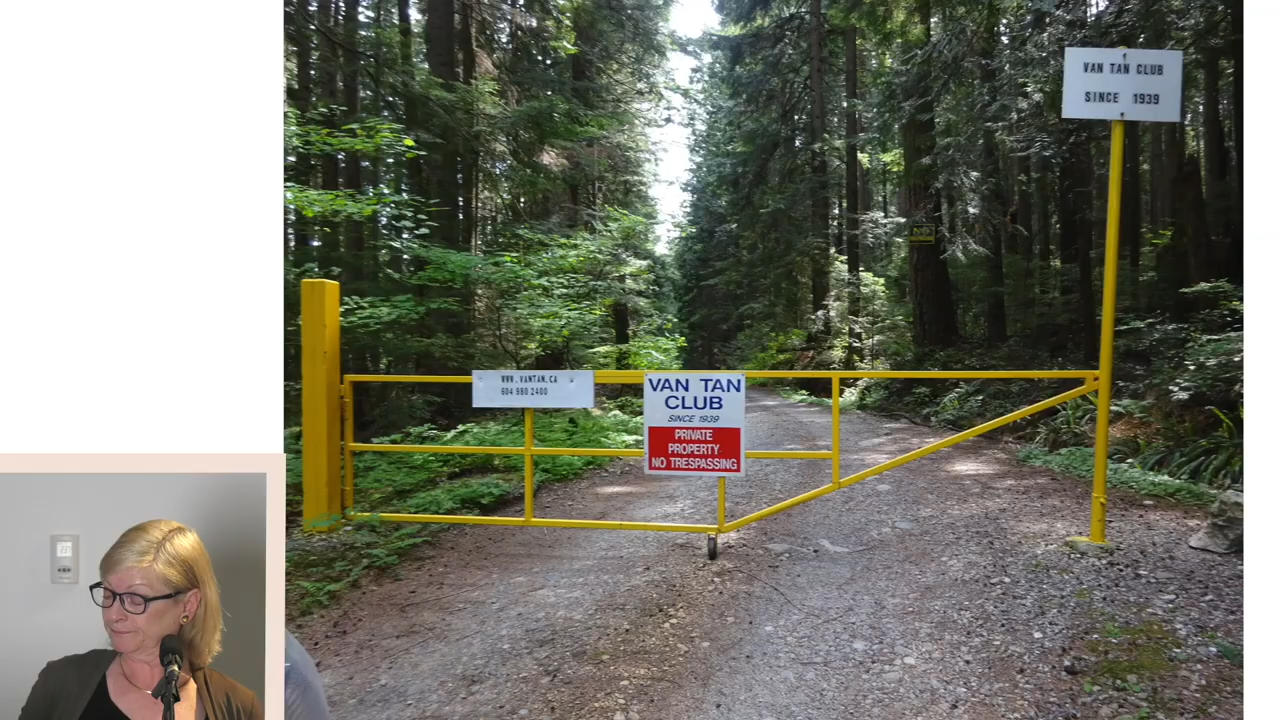 VAN TAN CLUB
SINCE 1939
WWW.VANTAN.CA
604 980 2400
VAN TAN
CLUB
SINCE 1939
PRIVATE
PROPERTY
NO TRESPASSING